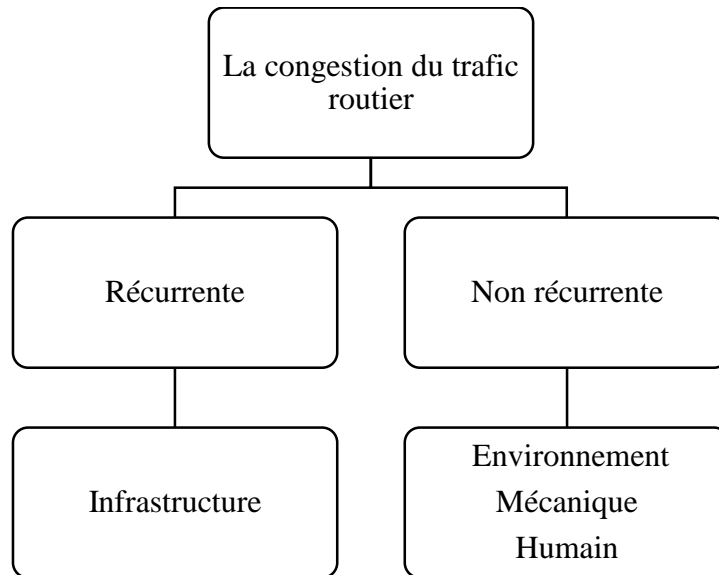 La congestion du trafic
routier
Récurrente
Non récurrente
Infrastructure
Environnement
Mécanique
Humain